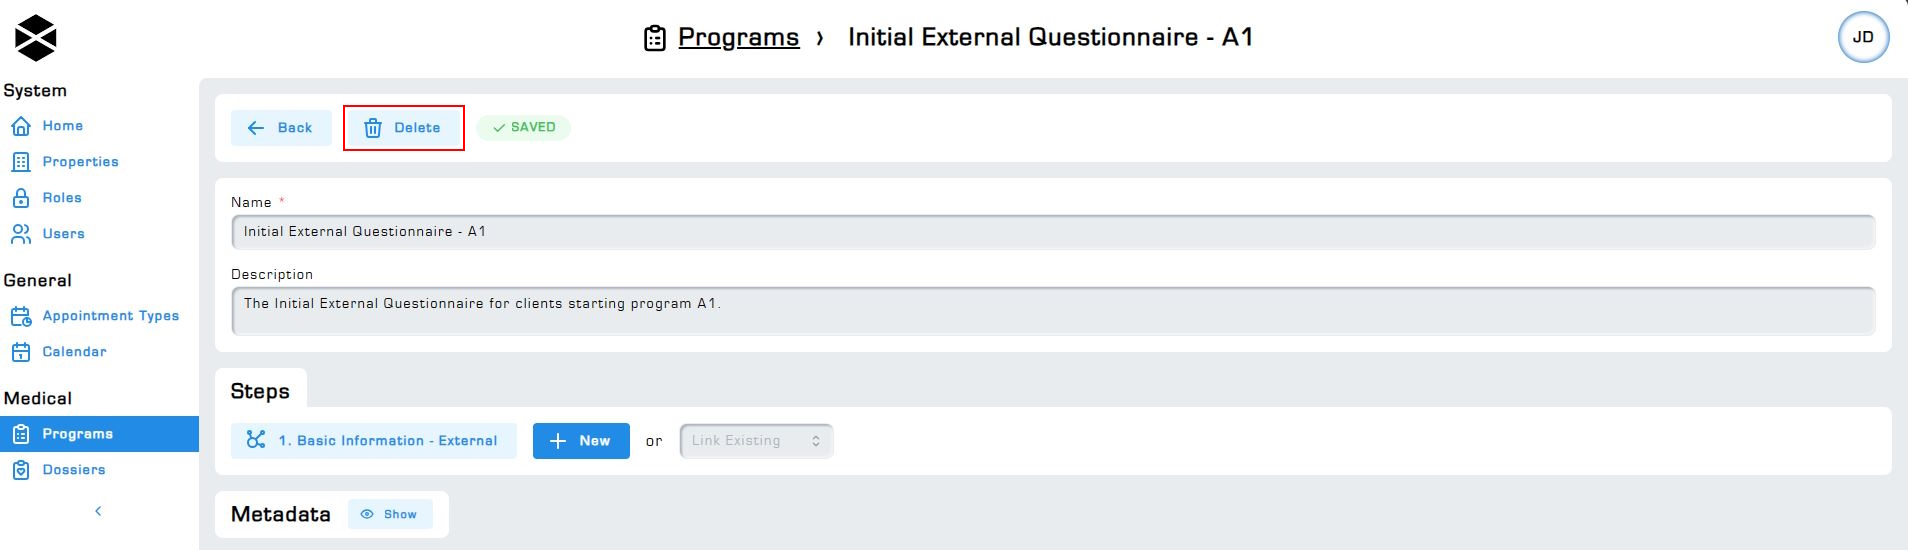 Programs › Initial External Questionnaire - A1
JD
System
Home
Properties
Roles
Users
General
Appointment Types
Calendar
Medical
Programs
Dossiers
Back
Delete
SAVED
Name *
Initial External Questionnaire - A1
Description
The Initial External Questionnaire for clients starting program A1.
Steps
1. Basic Information - External
New
or
Link Existing
Metadata
Show